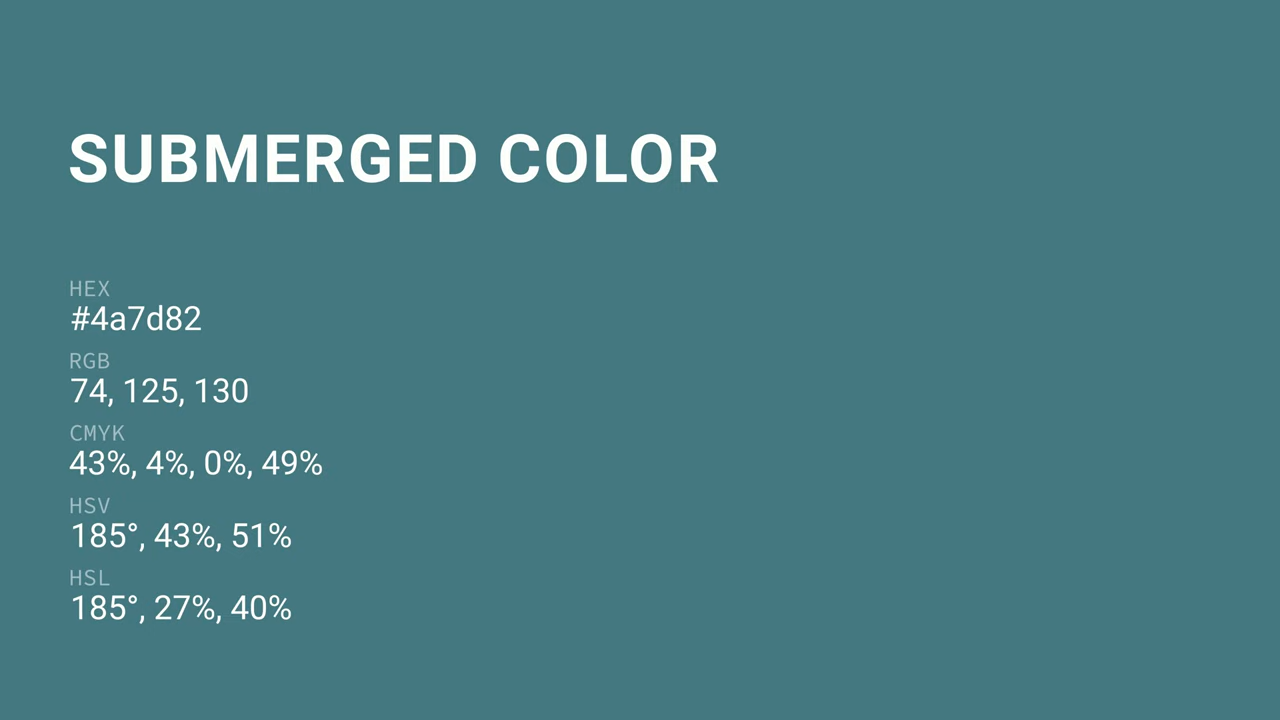 SUBMERGED COLOR
HEX
#4a7d82
RGB
74, 125, 130
CMYK
43%, 4%, 0%, 49%
HSV
185°, 43%, 51%
HSL
185°, 27%, 40%